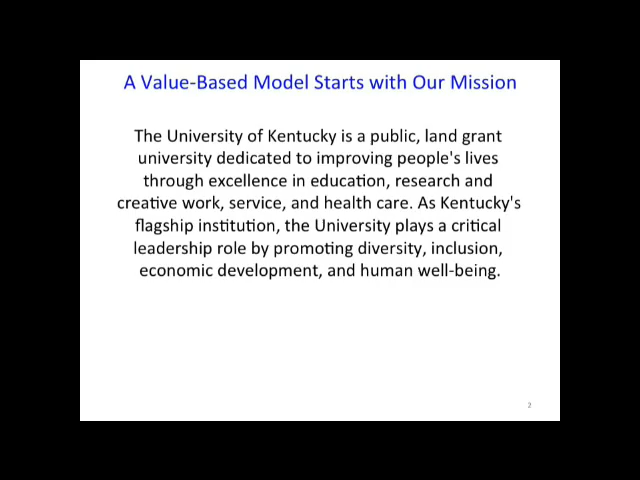 A Value-Based Model Starts with Our Mission
The University of Kentucky is a public, land grant
university dedicated to improving people's lives
through excellence in education, research and
creative work, service, and health care. As Kentucky's
flagship institution, the University plays a critical
leadership role by promoting diversity, inclusion,
economic development, and human well-being.
2